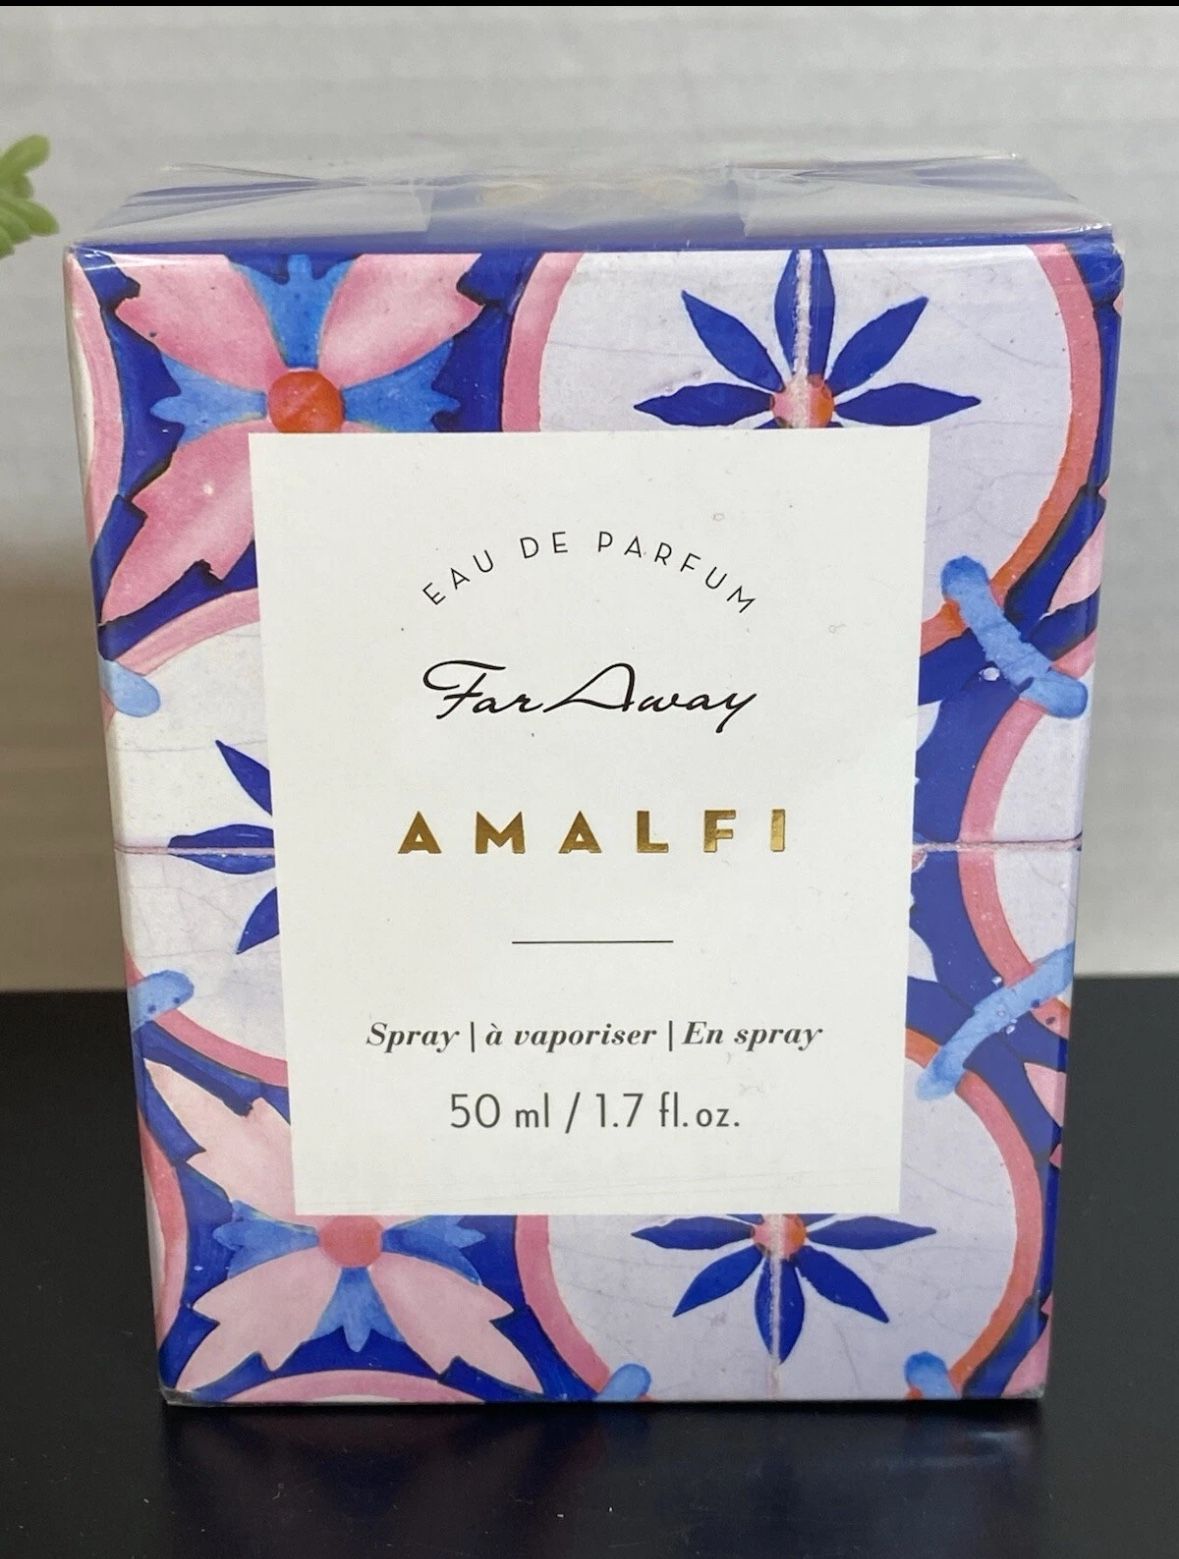 EAU DE PARFUM
Far Away
AMALFI
Spray | à vaporiser | En spray
50 ml / 1.7 fl.oz.